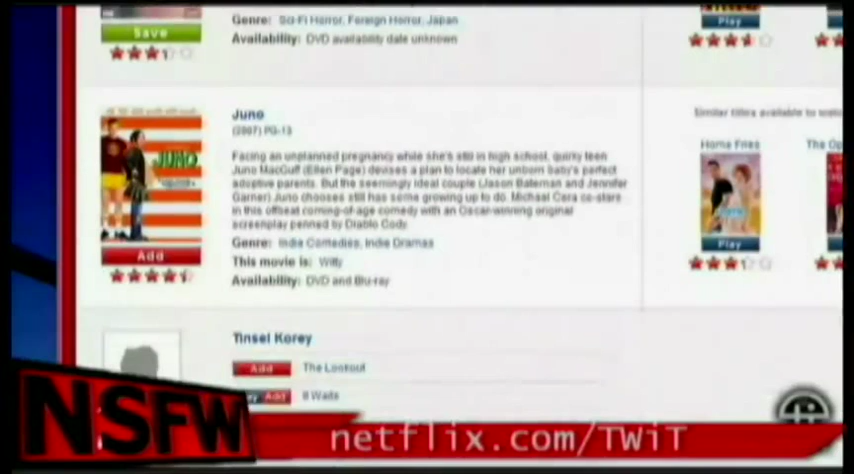 Genre: Sci-Fi Horror, Foreign Horror, Japan
Availability: DVD availability date unknown
Save
Play
Juno
(2007) PG-13
Facing an unplanned pregnancy while she's still in high school, quirky teen
Juno MacGuff (Ellen Page) devises a plan to locate her unborn baby's perfect
adoptive parents. But the seemingly ideal couple (Jason Bateman and Jennifer
Garner) Juno chooses still has some growing up to do. Michael Cera co-stars
in this offbeat coming-of-age comedy with an Oscar-winning original
screenplay penned by Diablo Cody.
Genre: Indie Comedies, Indie Dramas
This movie is: Witty
Availability: DVD and Blu-ray
JUNO
Add
Similar titles available to
Home Fries
The Op
Play
Tinsel Korey
Add The Lookout
Add
NSFW
netflix.com/TWiT